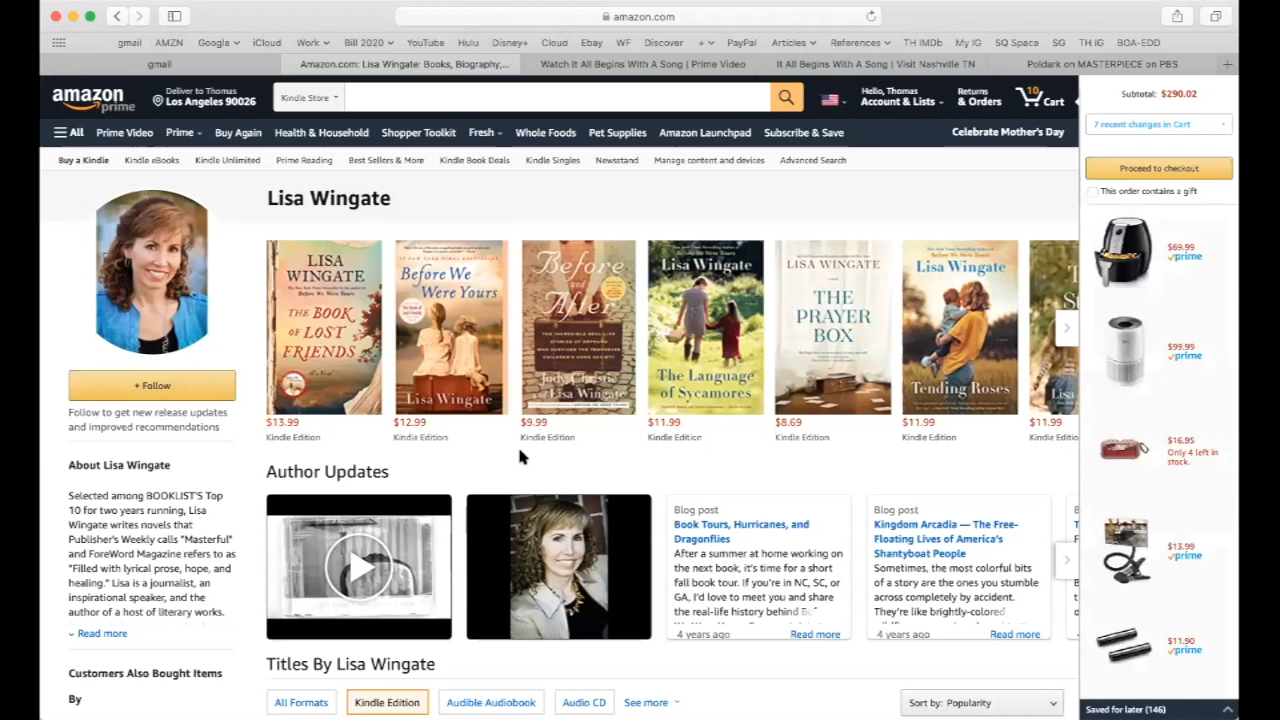 amazon.com
gmail AMZN Google iCloud Work Bill 2020 YouTube Hulu Disney+ Cloud Ebay WF Discover + PayPal Articles References TH IMDb My IG SQ Space SG TH IG BOA-EDD
gmail
Amazon.com: Lisa Wingate: Books, Biography,...
Watch It All Begins With A Song | Prime Video
It All Begins With A Song | Visit Nashville TN
Poldark on MASTERPIECE on PBS
amazon prime
Deliver to Thomas
Los Angeles 90026
Kindle Store
Hello, Thomas
Account & Lists
Returns
& Orders
10
Cart
All Prime Video Prime Buy Again Health & Household Shopper Toolkit Fresh Whole Foods Pet Supplies Amazon Launchpad Subscribe & Save
Celebrate Mother's Day
Buy a Kindle Kindle eBooks Kindle Unlimited Prime Reading Best Sellers & More Kindle Book Deals Kindle Singles Newsstand Manage content and devices Advanced Search
Lisa Wingate
LISA
WINGATE
THE BOOK
OF LOST
FRIENDS
$13.99
Kindle Edition
Before We
Were Yours
Lisa Wingate
$12.99
Kindle Edition
Before
and
After
Judy Christie
Lisa Wingate
$9.99
Kindle Edition
Lisa Wingate
The Language
of Sycamores
$11.99
Kindle Edition
LISA WINGATE
THE
PRAYER
BOX
$8.69
Kindle Edition
Lisa Wingate
Tending Roses
$11.99
Kindle Edition
$11.99
Kindle Editio
+ Follow
Follow to get new release updates
and improved recommendations
About Lisa Wingate
Selected among BOOKLIST'S Top
10 for two years running, Lisa
Wingate writes novels that
Publisher's Weekly calls "Masterful"
and ForeWord Magazine refers to as
"Filled with lyrical prose, hope, and
healing." Lisa is a journalist, an
inspirational speaker, and the
author of a host of literary works.
Read more
Customers Also Bought Items
By
Author Updates
Blog post
Book Tours, Hurricanes, and
Dragonflies
After a summer at home working on
the next book, it's time for a short
fall book tour. If you're in NC, SC, or
GA, I'd love to meet you and share
the real-life history behind
4 years ago Read more
Blog post
Kingdom Arcadia — The Free-
Floating Lives of America's
Shantyboat People
Sometimes, the most colorful bits
of a story are the ones you stumble
across completely by accident.
They're like brightly-colored
4 years ago Read more
Titles By Lisa Wingate
All Formats Kindle Edition Audible Audiobook Audio CD See more
Sort by: Popularity
Subtotal: $290.02
7 recent changes in Cart
Proceed to checkout
This order contains a gift
$69.99
prime
$99.99
prime
$16.95
Only 4 left in
stock.
$13.99
prime
$11.90
prime
Saved for later (146)